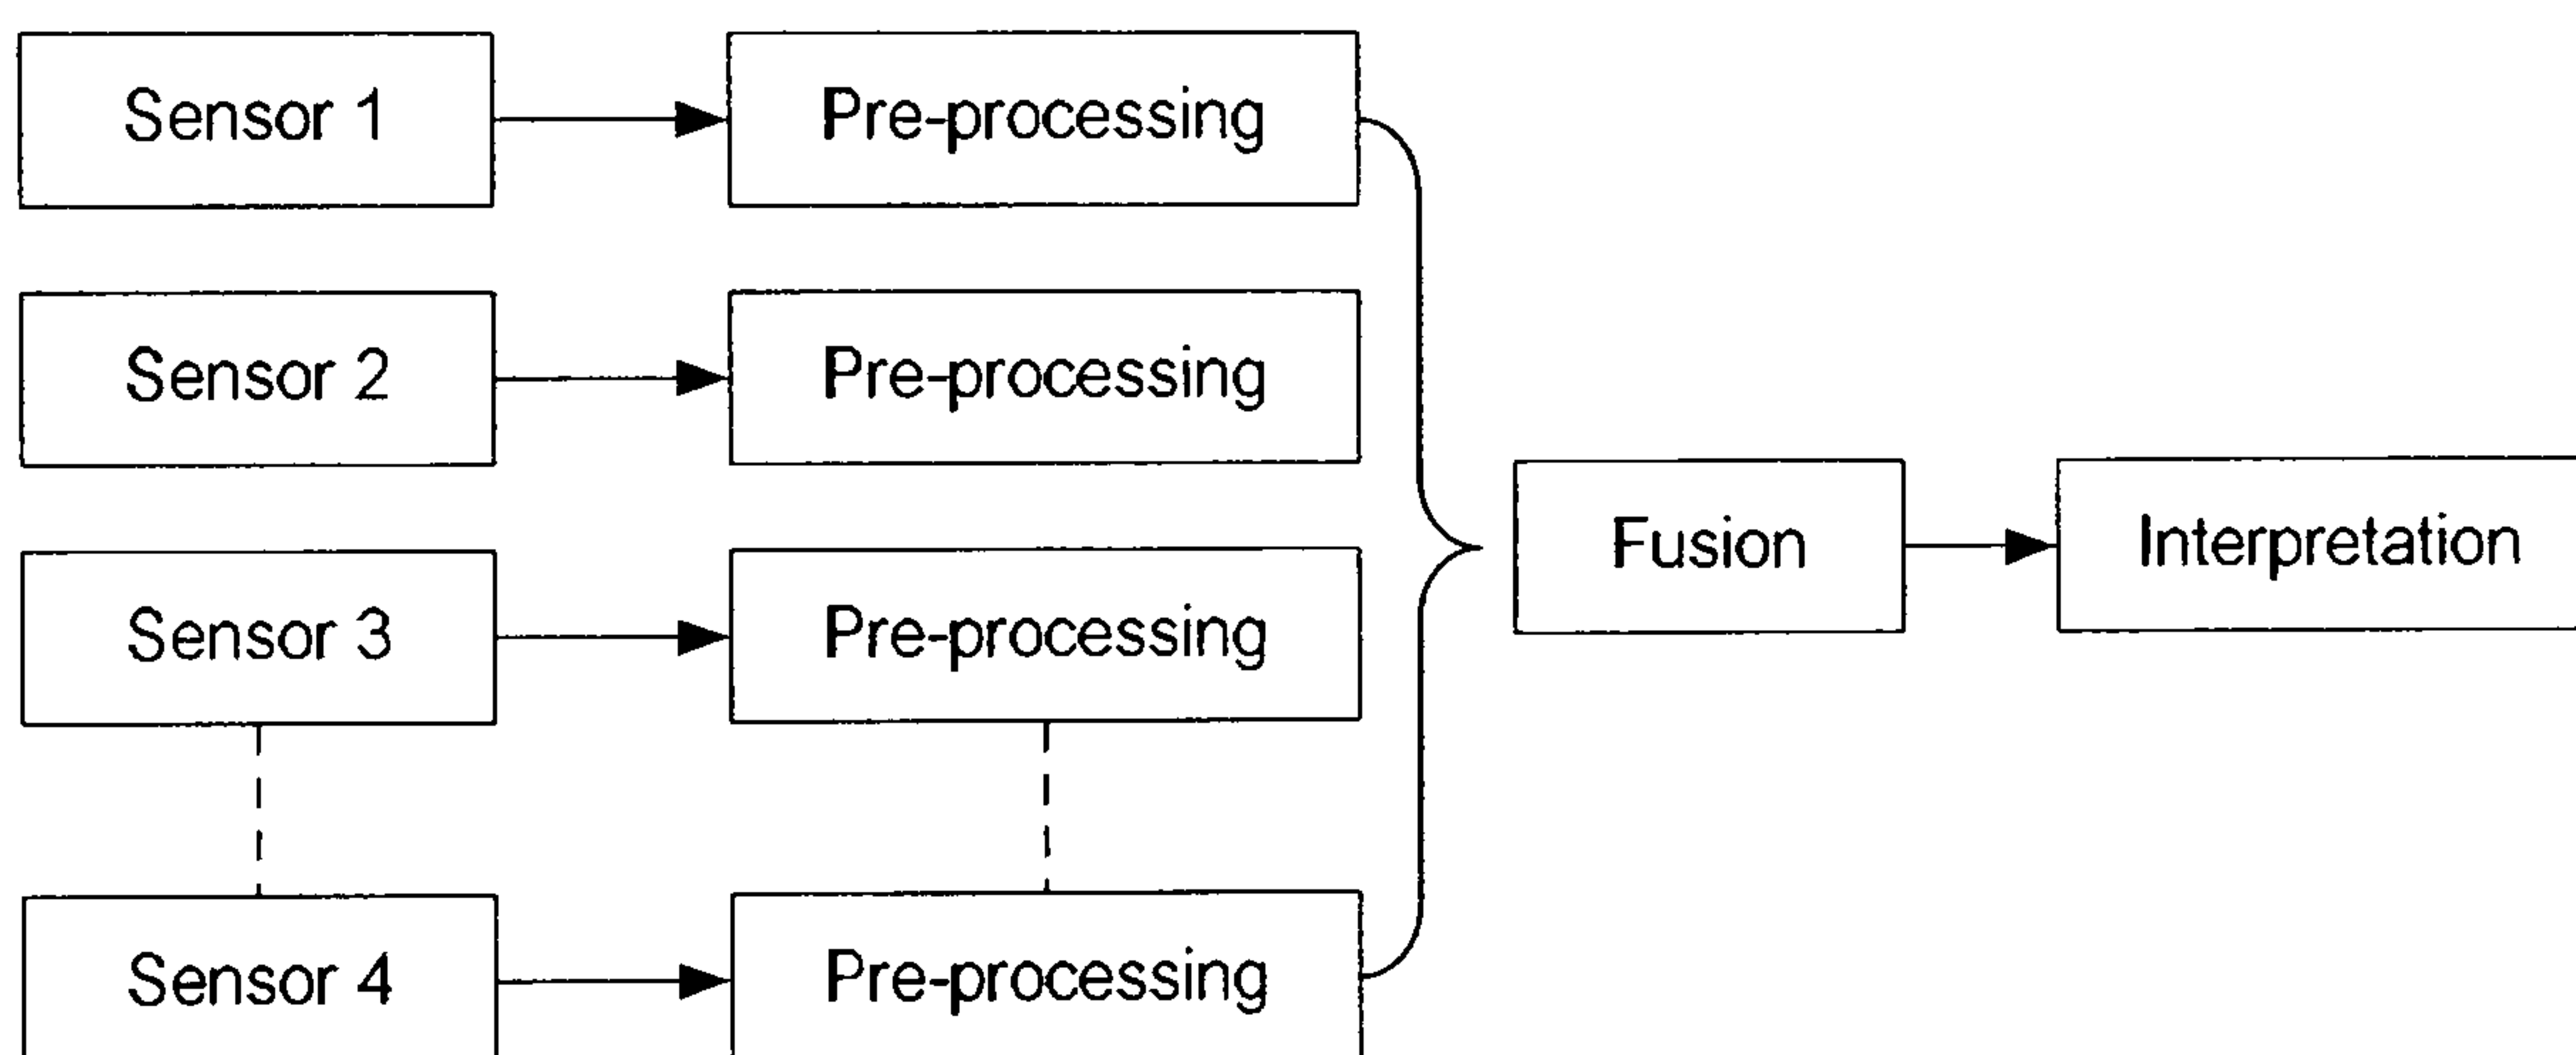 Sensor 1
Pre-processing
Sensor 2
Pre-processing
Sensor 3
Pre-processing
Fusion
Interpretation
Sensor 4
Pre-processing